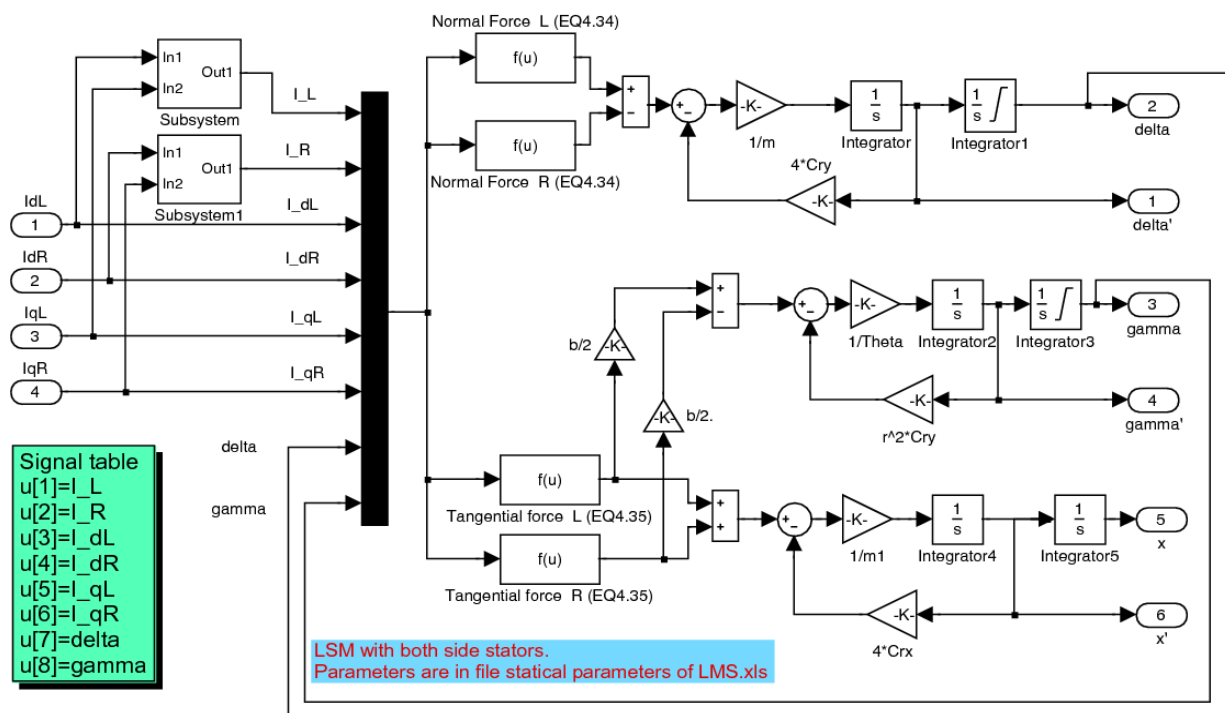 Normal Force L (EQ4.34)
f(u)
In1
In2
Out1
Subsystem
I_L
+
−
+
−
-K-
1/m
1
s
Integrator
1
s
Integrator1
2
delta
In1
In2
Out1
Subsystem1
I_R
f(u)
Normal Force R (EQ4.34)
4*Cry
-K-
1
delta'
IdL
1
I_dL
IdR
2
I_dR
IqL
3
I_qL
IqR
4
I_qR
+
−
+
−
-K-
1/Theta
1
s
Integrator2
1
s
Integrator3
3
gamma
b/2
-K-
-K-
b/2.
-K-
r^2*Cry
4
gamma'
delta
gamma
Signal table
u[1]=I_L
u[2]=I_R
u[3]=I_dL
u[4]=I_dR
u[5]=I_qL
u[6]=I_qR
u[7]=delta
u[8]=gamma
f(u)
Tangential force L (EQ4.35)
f(u)
Tangential force R (EQ4.35)
+
+
+
−
-K-
1/m1
1
s
Integrator4
1
s
Integrator5
5
x
-K-
4*Crx
6
x'
LSM with both side stators.
Parameters are in file statical parameters of LMS.xls